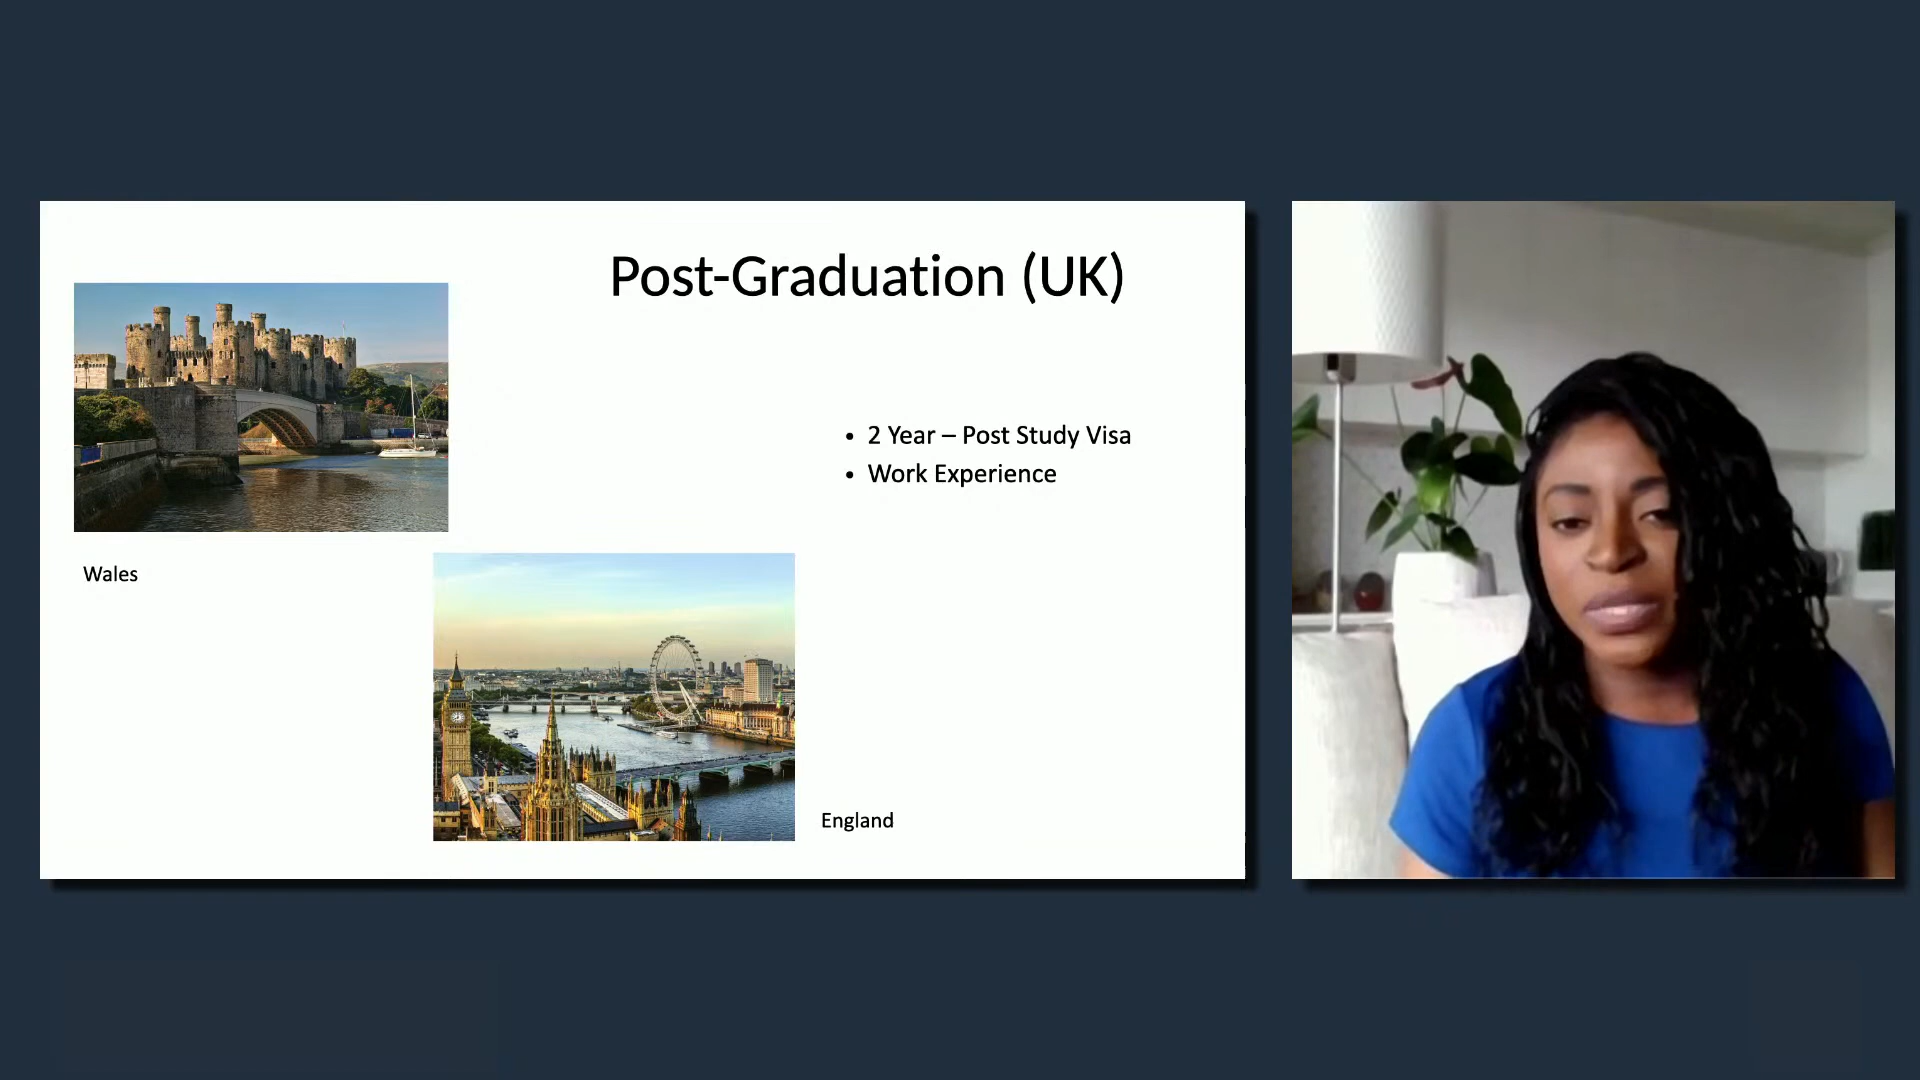 Post-Graduation (UK)
• 2 Year – Post Study Visa
• Work Experience
Wales
England